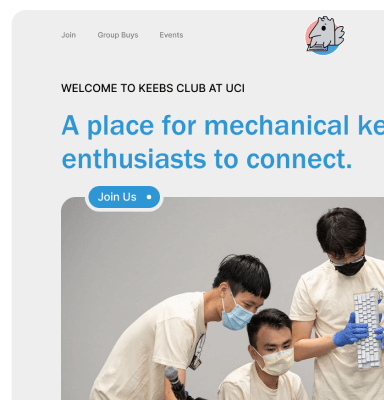 Join Group Buys Events
WELCOME TO KEEBS CLUB AT UCI
A place for mechanical ke
enthusiasts to connect.
Join Us